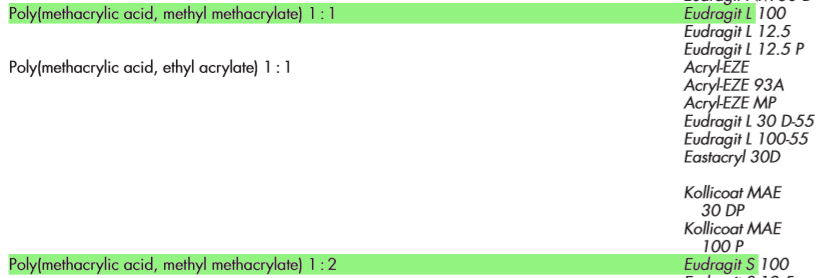 Poly(methacrylic acid, methyl methacrylate) 1 : 1 Eudragit L 100
Eudragit L 12.5
Eudragit L 12.5 P
Poly(methacrylic acid, ethyl acrylate) 1 : 1 Acryl-EZE
Acryl-EZE 93A
Acryl-EZE MP
Eudragit L 30 D-55
Eudragit L 100-55
Eastacryl 30D
Kollicoat MAE
30 DP
Kollicoat MAE
100 P
Poly(methacrylic acid, methyl methacrylate) 1 : 2 Eudragit S 100